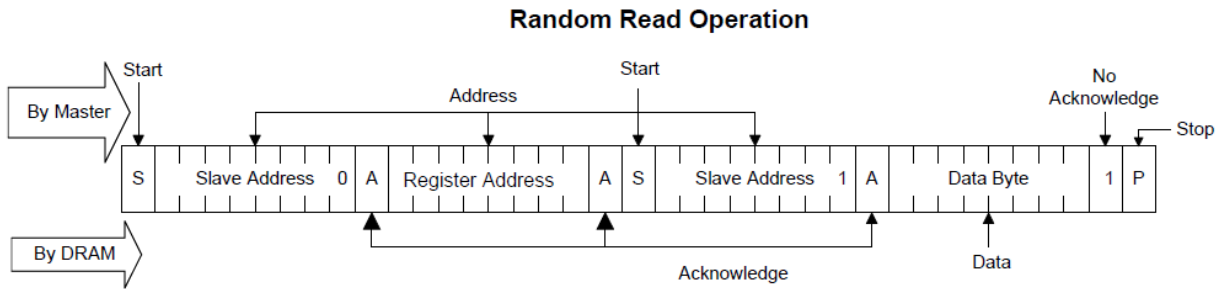 Random Read Operation
Start
Start
No
Acknowledge
By Master
Address
Stop
S Slave Address 0 A Register Address A S Slave Address 1 A Data Byte 1 P
By DRAM
Acknowledge
Data